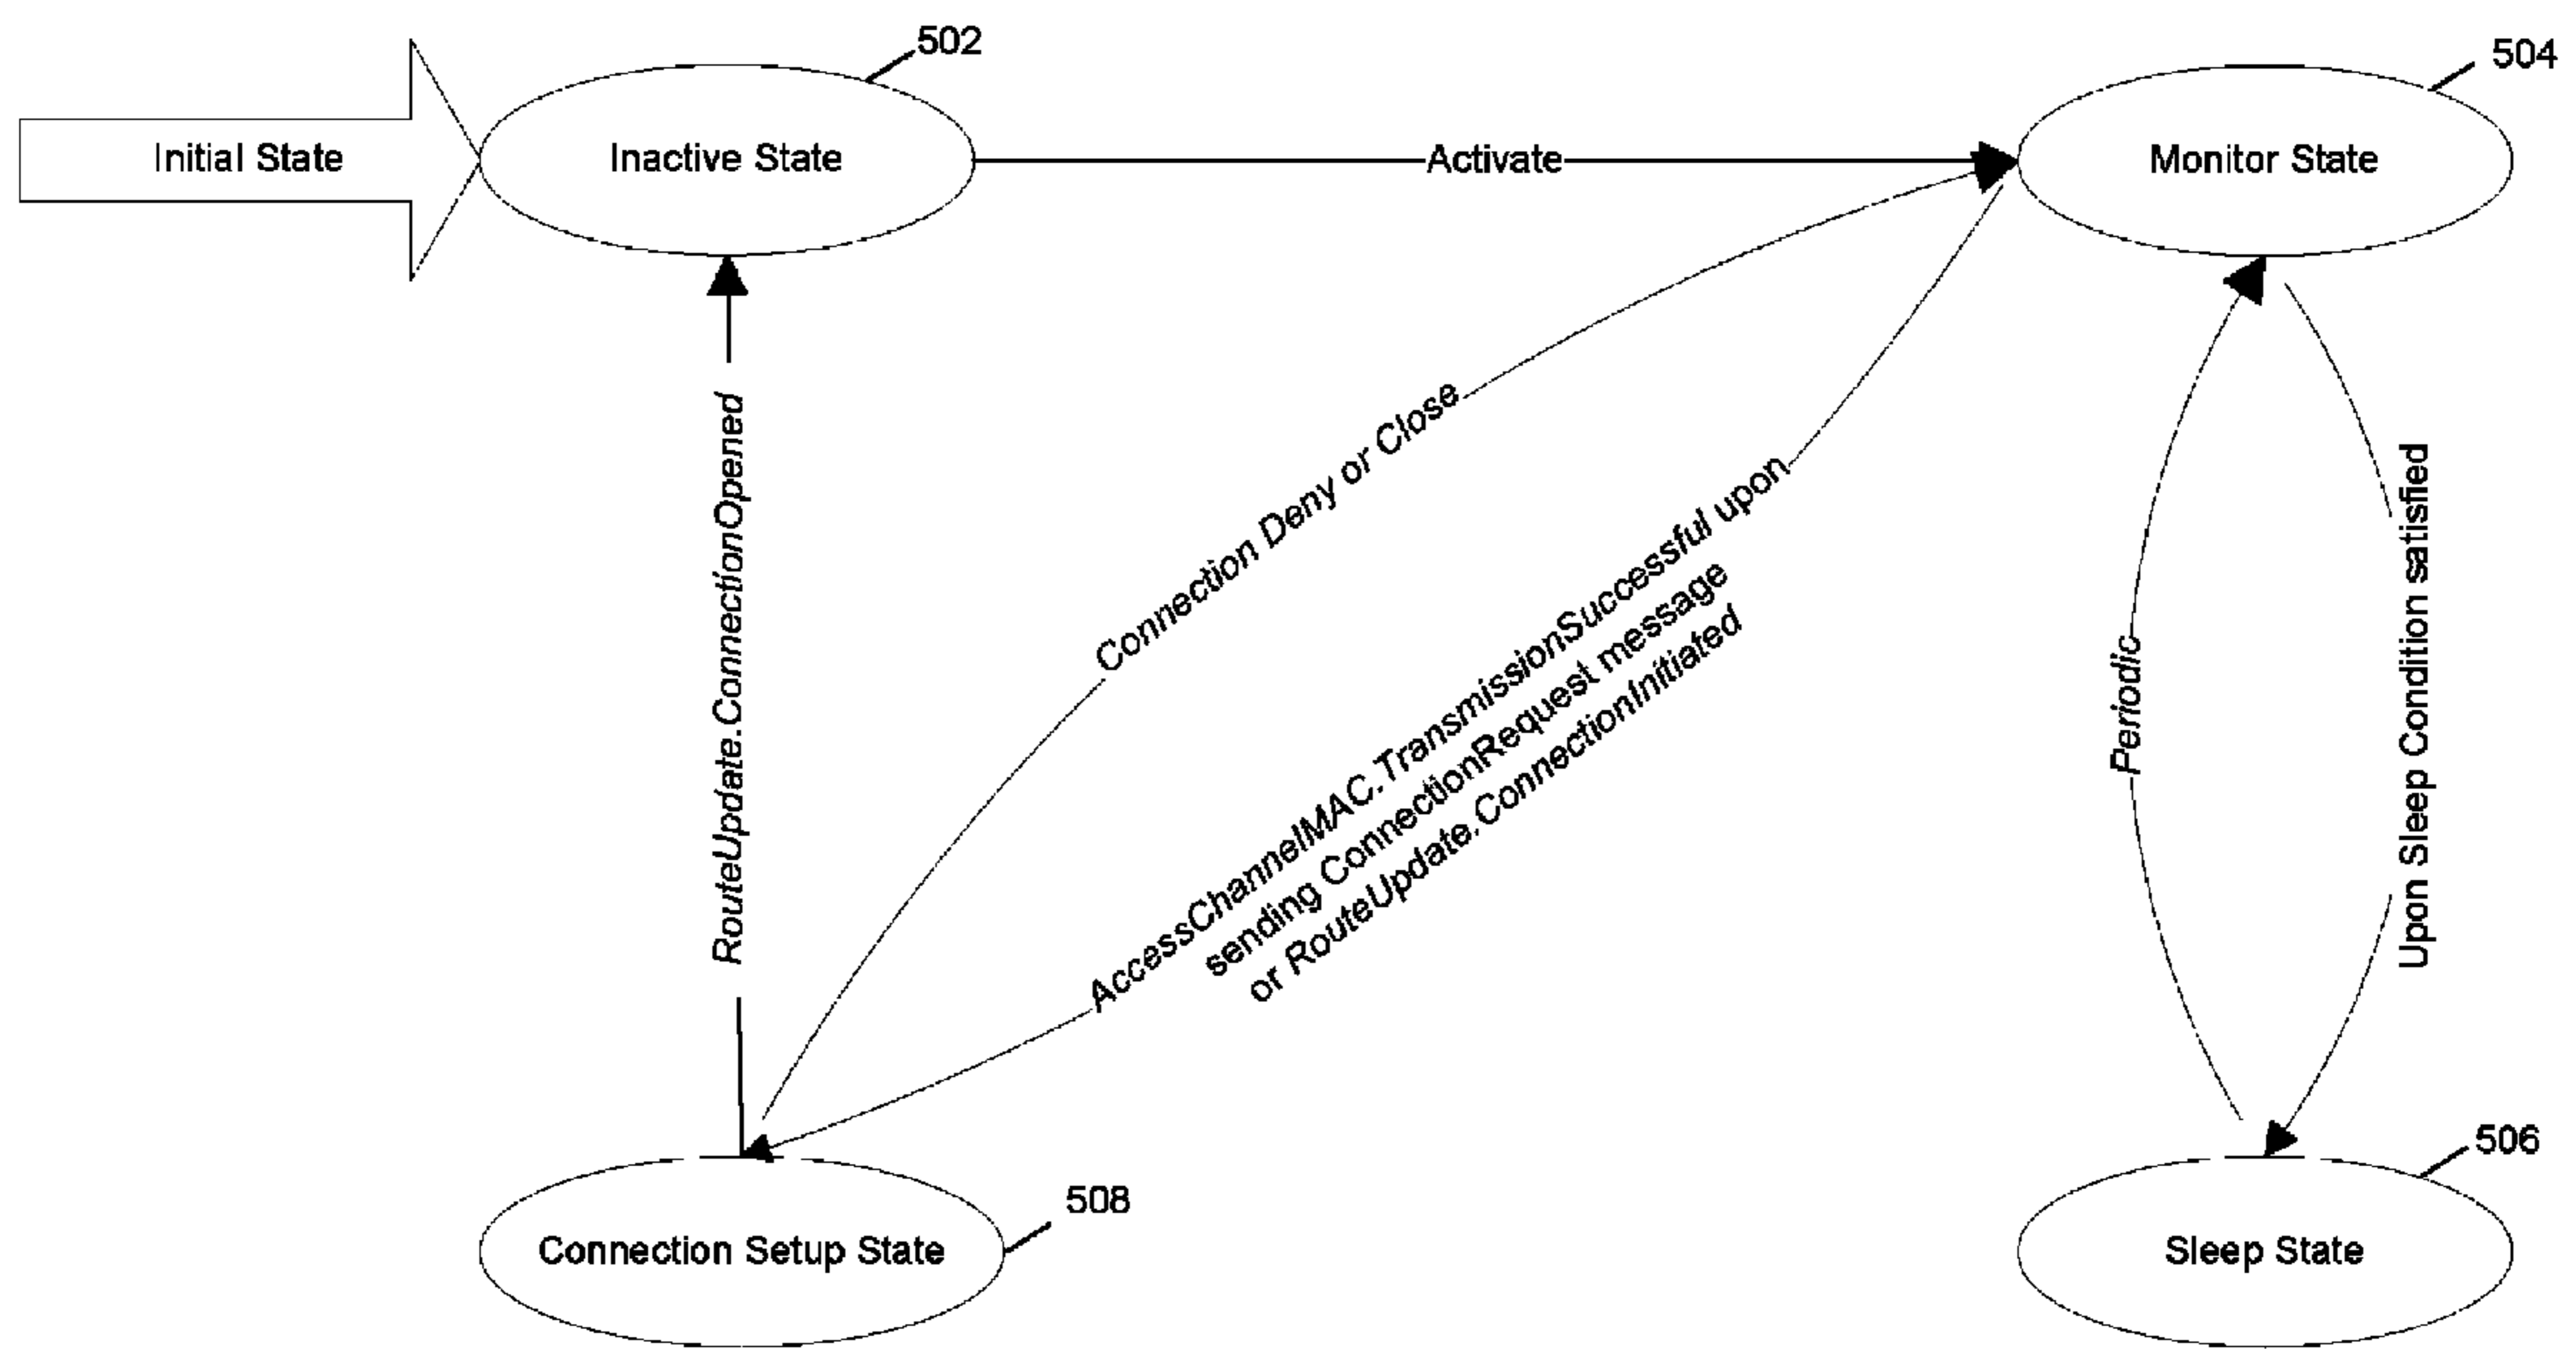 502
504
Initial State
Inactive State
Activate
Monitor State
RouteUpdate.ConnectionOpened
Connection Deny or Close
AccessChannelMAC.TransmissionSuccessful upon
sending ConnectionRequest message
or RouteUpdate.ConnectionInitiated
Periodic
Upon Sleep Condition satisfied
508
506
Connection Setup State
Sleep State